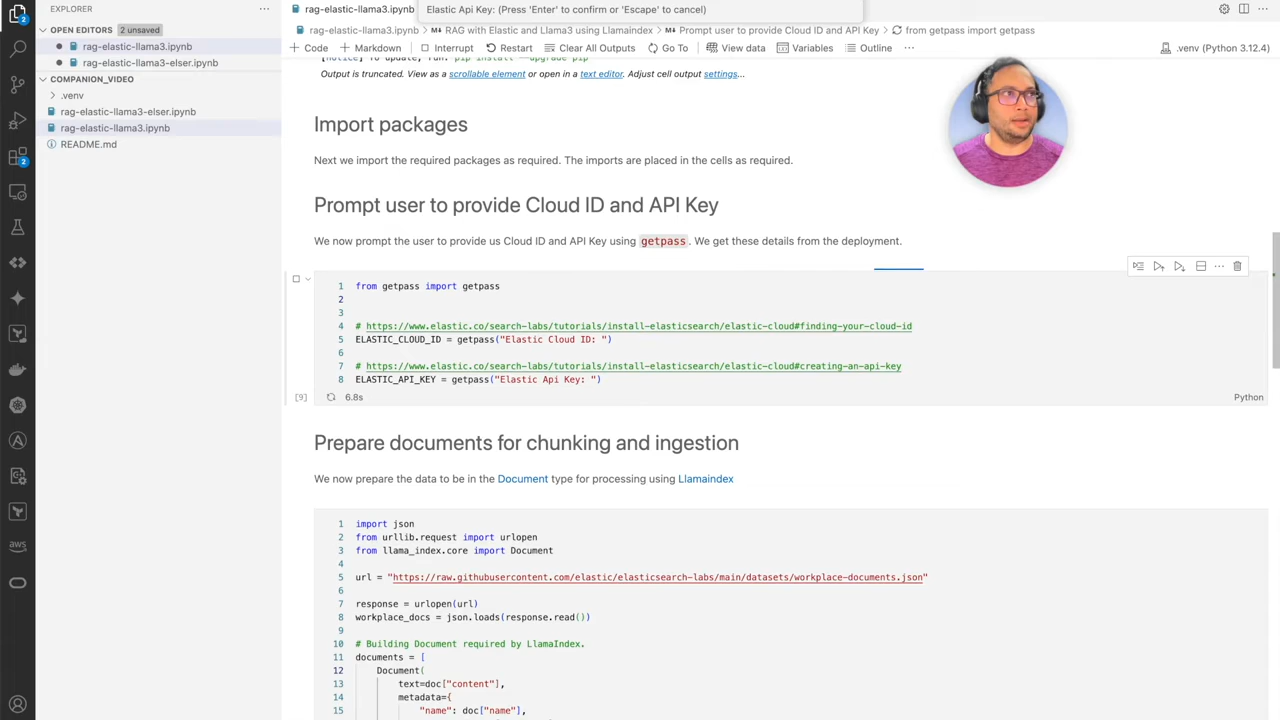 EXPLORER
rag-elastic-llama3.ipynb
Elastic Api Key: (Press 'Enter' to confirm or 'Escape' to cancel)
OPEN EDITORS 2 unsaved
rag-elastic-llama3.ipynb > RAG with Elastic and Llama3 using Llamaindex > Prompt user to provide Cloud ID and API Key > from getpass import getpass
rag-elastic-llama3.ipynb
Code Markdown Interrupt Restart Clear All Outputs Go To View data Variables Outline ... .venv (Python 3.12.4)
rag-elastic-llama3-elser.ipynb
COMPANION_VIDEO
.venv
rag-elastic-llama3-elser.ipynb
rag-elastic-llama3.ipynb
README.md
2
2
[notice] To update, run: pip install --upgrade pip
Output is truncated. View as a scrollable element or open in a text editor. Adjust cell output settings...
Import packages
Next we import the required packages as required. The imports are placed in the cells as required.
Prompt user to provide Cloud ID and API Key
We now prompt the user to provide us Cloud ID and API Key using getpass. We get these details from the deployment.
1 from getpass import getpass
2
3
4 # https://www.elastic.co/search-labs/tutorials/install-elasticsearch/elastic-cloud#finding-your-cloud-id
5 ELASTIC_CLOUD_ID = getpass("Elastic Cloud ID: ")
6
7 # https://www.elastic.co/search-labs/tutorials/install-elasticsearch/elastic-cloud#creating-an-api-key
8 ELASTIC_API_KEY = getpass("Elastic Api Key: ")
[9] 6.8s Python
Prepare documents for chunking and ingestion
We now prepare the data to be in the Document type for processing using Llamaindex
1 import json
2 from urllib.request import urlopen
3 from llama_index.core import Document
4
5 url = "https://raw.githubusercontent.com/elastic/elasticsearch-labs/main/datasets/workplace-documents.json"
6
7 response = urlopen(url)
8 workplace_docs = json.loads(response.read())
9
10 # Building Document required by LlamaIndex.
11 documents = [
12 Document(
13 text=doc["content"],
14 metadata={
15 "name": doc["name"],
aws